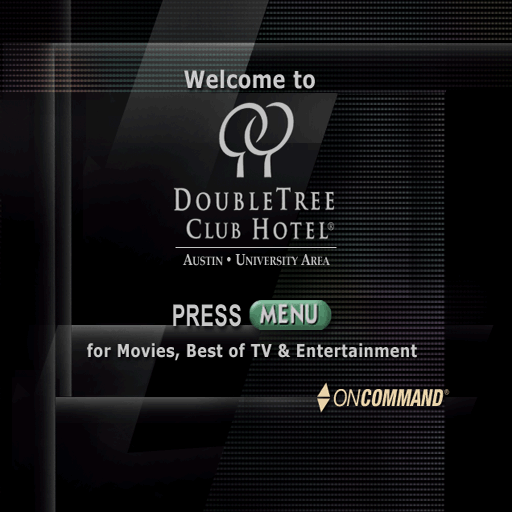 Welcome to
DOUBLETREE
CLUB HOTEL®
AUSTIN • UNIVERSITY AREA
PRESS MENU
for Movies, Best of TV & Entertainment
ONCOMMAND®